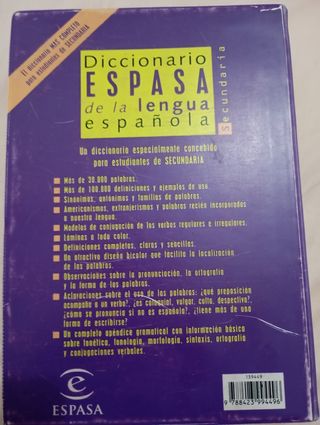 El diccionario MÁS COMPLETO
para estudiantes de SECUNDARIA
Diccionario
ESPASA
de la lengua
española
Secundaria
Un diccionario especialmente concebido
para estudiantes de SECUNDARIA
Más de 30.000 palabras.
Más de 100.000 definiciones y ejemplos de uso.
Sinónimos, antónimos y familias de palabras.
Americanismos, extranjerismos y palabras recién incorporadas
a nuestra lengua.
Modelos de conjugación de los verbos regulares e irregulares.
Láminas a todo color.
Definiciones completas, claras y sencillas.
Un atractivo diseño bicolor que facilita la localización
de las palabras.
Observaciones sobre la pronunciación, la ortografía
y la forma de las palabras.
Aclaraciones sobre el uso de las palabras: ¿qué preposición
acompaña a un verbo?, ¿es coloquial, vulgar, culto, despectivo?,
¿cómo se pronuncia si no es español?, ¿tiene más de
una forma de escribirse?
Un completo apéndice gramatical con información básica
sobre fonética, fonología, morfología, sintaxis, ortografía
y conjugaciones verbales.
ESPASA
139449
9 788423 994496